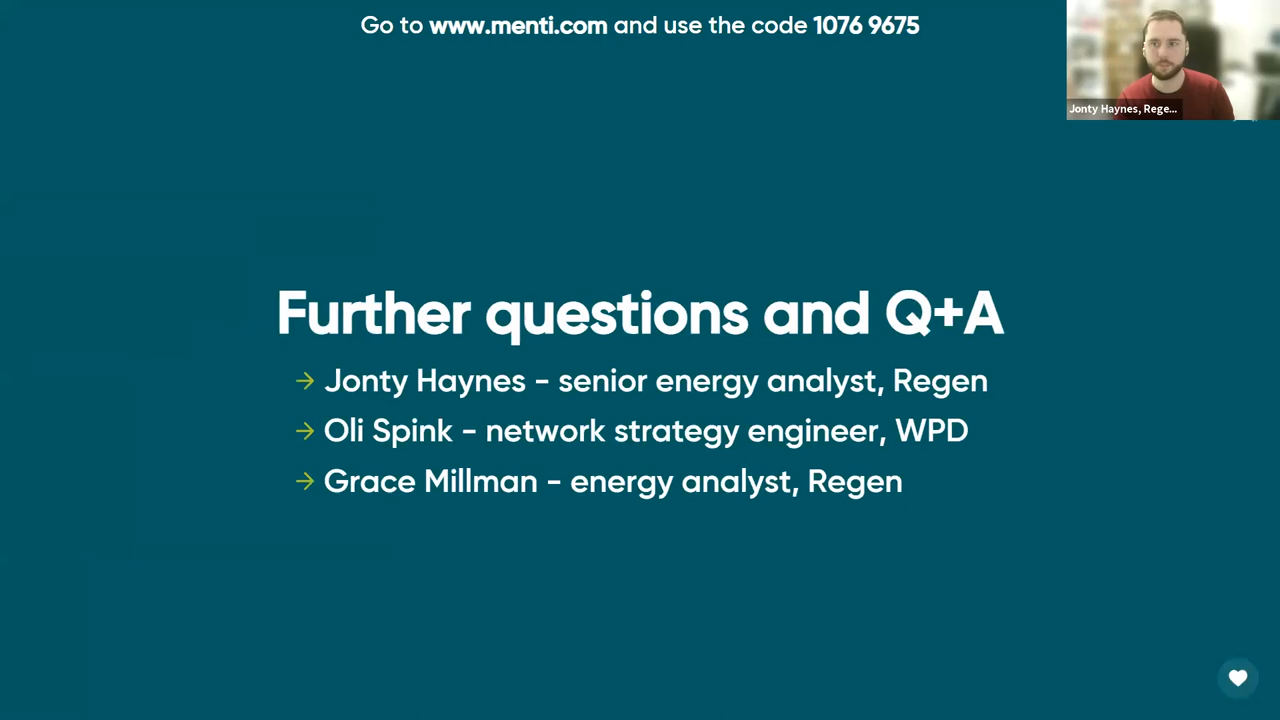 Go to www.menti.com and use the code 1076 9675
Jonty Haynes, Rege...
Further questions and Q+A
→ Jonty Haynes - senior energy analyst, Regen
→ Oli Spink - network strategy engineer, WPD
→ Grace Millman - energy analyst, Regen